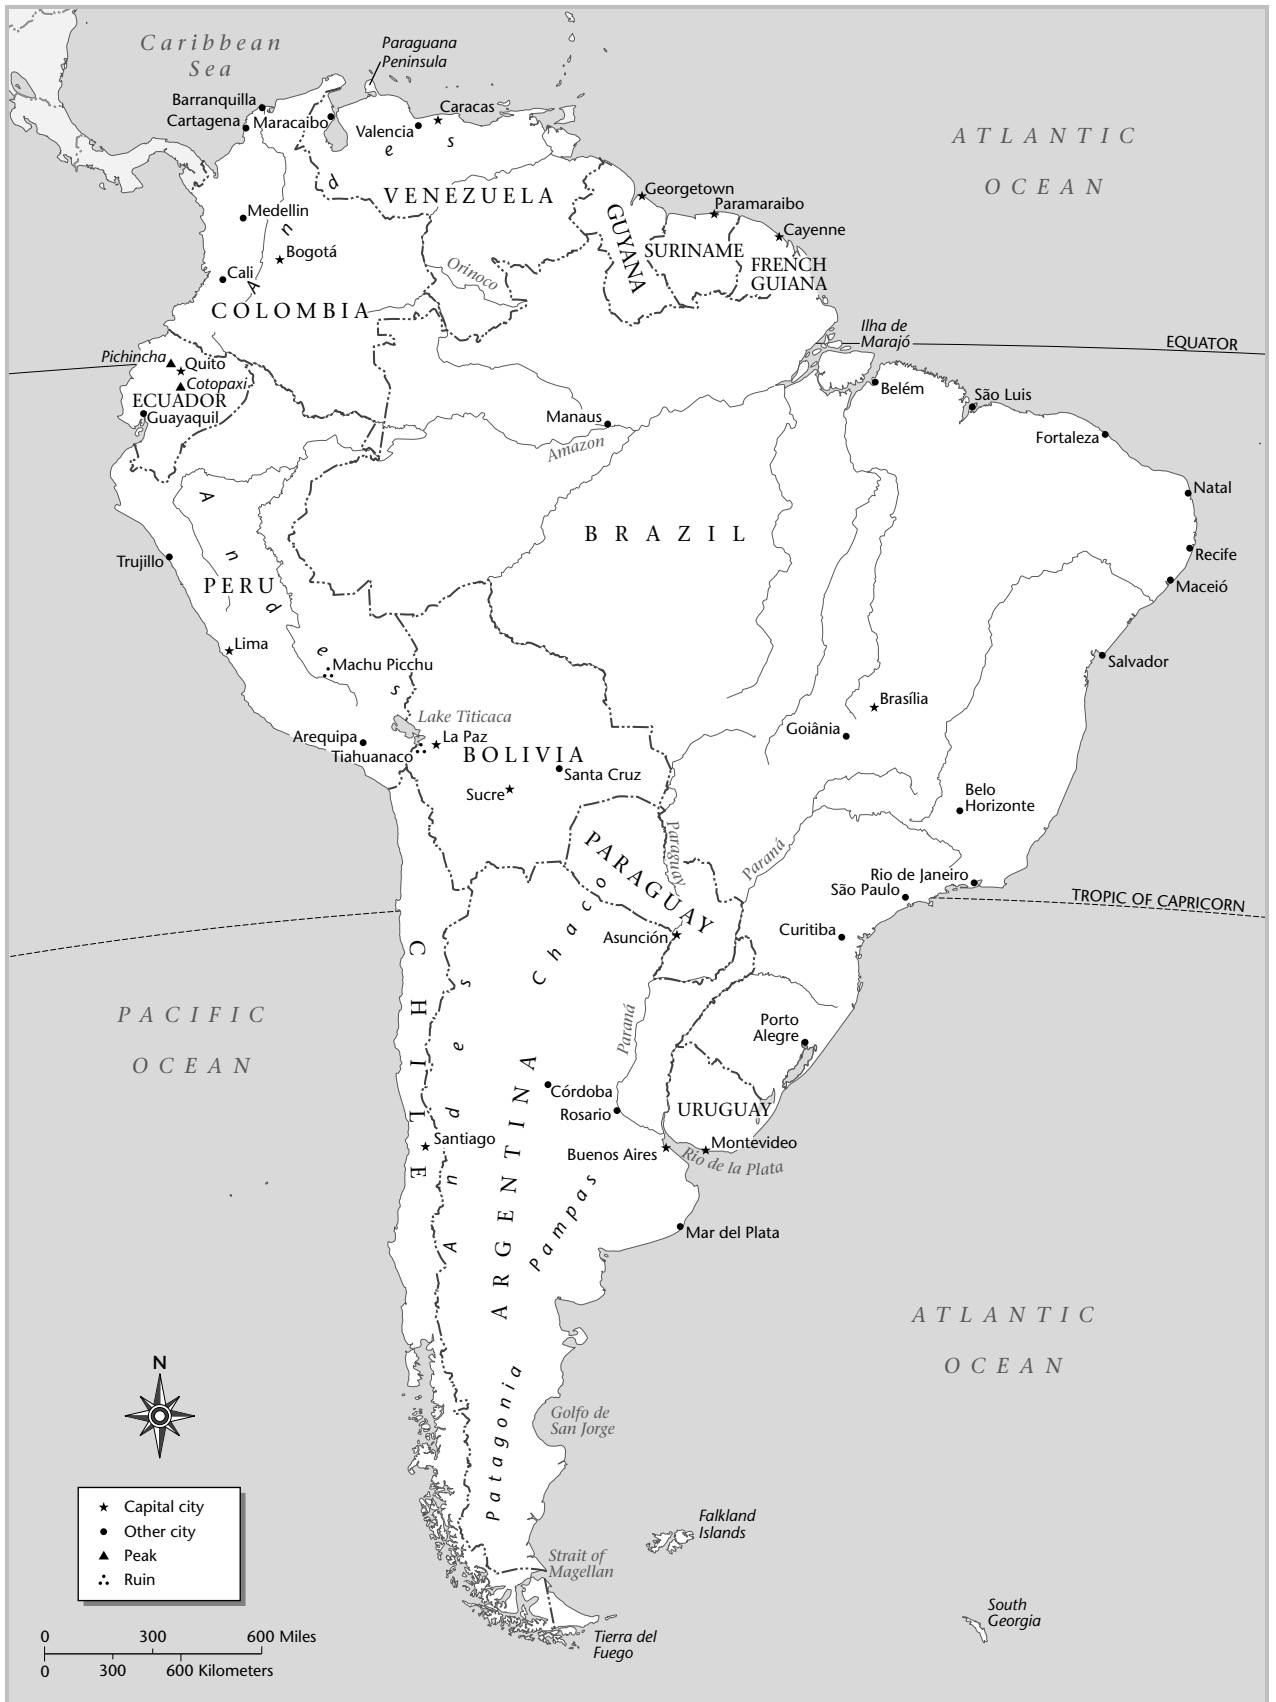 Caribbean
Sea
Paraguana
Peninsula
Barranquilla
Cartagena
Maracaibo
Valencia
Caracas
ATLANTIC
OCEAN
Andes
VENEZUELA
Georgetown
Paramaraibo
Cayenne
GUYANA
SURINAME
FRENCH
GUIANA
Medellin
Bogotá
Cali
Orinoco
COLOMBIA
Ilha de
Marajó
EQUATOR
Pichincha
Quito
Cotopaxi
ECUADOR
Guayaquil
Belém
São Luis
Manaus
Amazon
Fortaleza
Natal
Andes
BRAZIL
Recife
Trujillo
PERU
Maceió
Lima
Machu Picchu
Salvador
Brasília
Lake Titicaca
Goiânia
Arequipa
La Paz
Tiahuanaco
BOLIVIA
Santa Cruz
Sucre
Belo
Horizonte
Paraguay
PARAGUAY
Paraná
Rio de Janeiro
São Paulo
TROPIC OF CAPRICORN
Chaco
Asunción
Curitiba
CHILE
PACIFIC
OCEAN
Paraná
Porto
Alegre
Andes
Córdoba
Rosario
ARGENTINA
URUGUAY
Santiago
Montevideo
Buenos Aires
Rio de la Plata
Pampas
Mar del Plata
ATLANTIC
OCEAN
N
Patagonia
Golfo de
San Jorge
Capital city
Other city
Peak
Ruin
Falkland
Islands
Strait of
Magellan
South
Georgia
Tierra del
Fuego
0 300 600 Miles
0 300 600 Kilometers